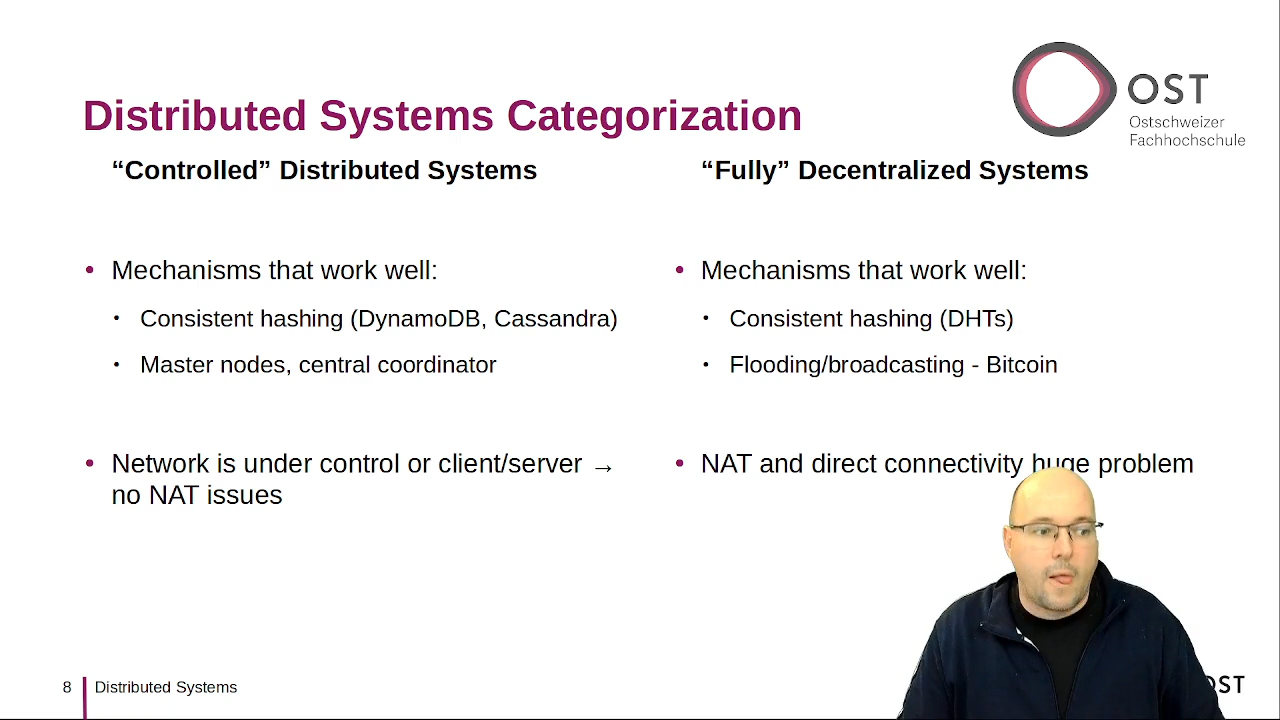 OST
Ostschweizer
Fachhochschule
Distributed Systems Categorization
“Controlled” Distributed Systems
• Mechanisms that work well:
• Consistent hashing (DynamoDB, Cassandra)
• Master nodes, central coordinator
• Network is under control or client/server →
no NAT issues
“Fully” Decentralized Systems
• Mechanisms that work well:
• Consistent hashing (DHTs)
• Flooding/broadcasting - Bitcoin
• NAT and direct connectivity huge problem
8 Distributed Systems
OST